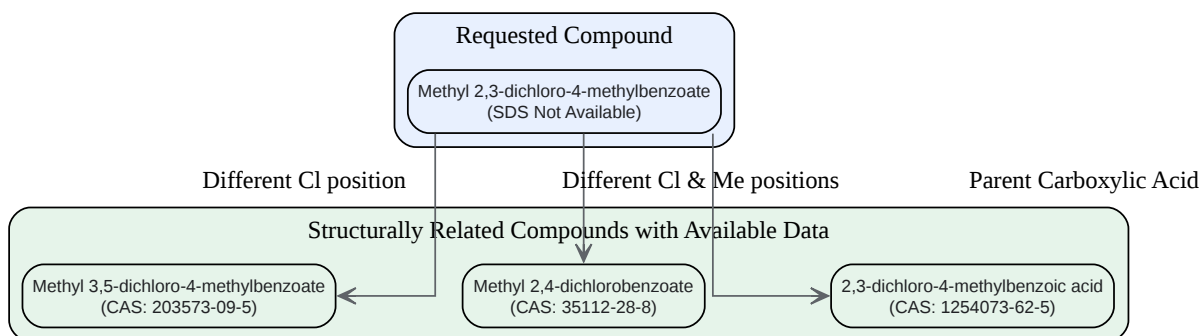 Requested Compound
Methyl 2,3-dichloro-4-methylbenzoate
(SDS Not Available)
Different Cl position
Different Cl & Me positions
Parent Carboxylic Acid
Structurally Related Compounds with Available Data
Methyl 3,5-dichloro-4-methylbenzoate
(CAS: 203573-09-5)
Methyl 2,4-dichlorobenzoate
(CAS: 35112-28-8)
2,3-dichloro-4-methylbenzoic acid
(CAS: 1254073-62-5)